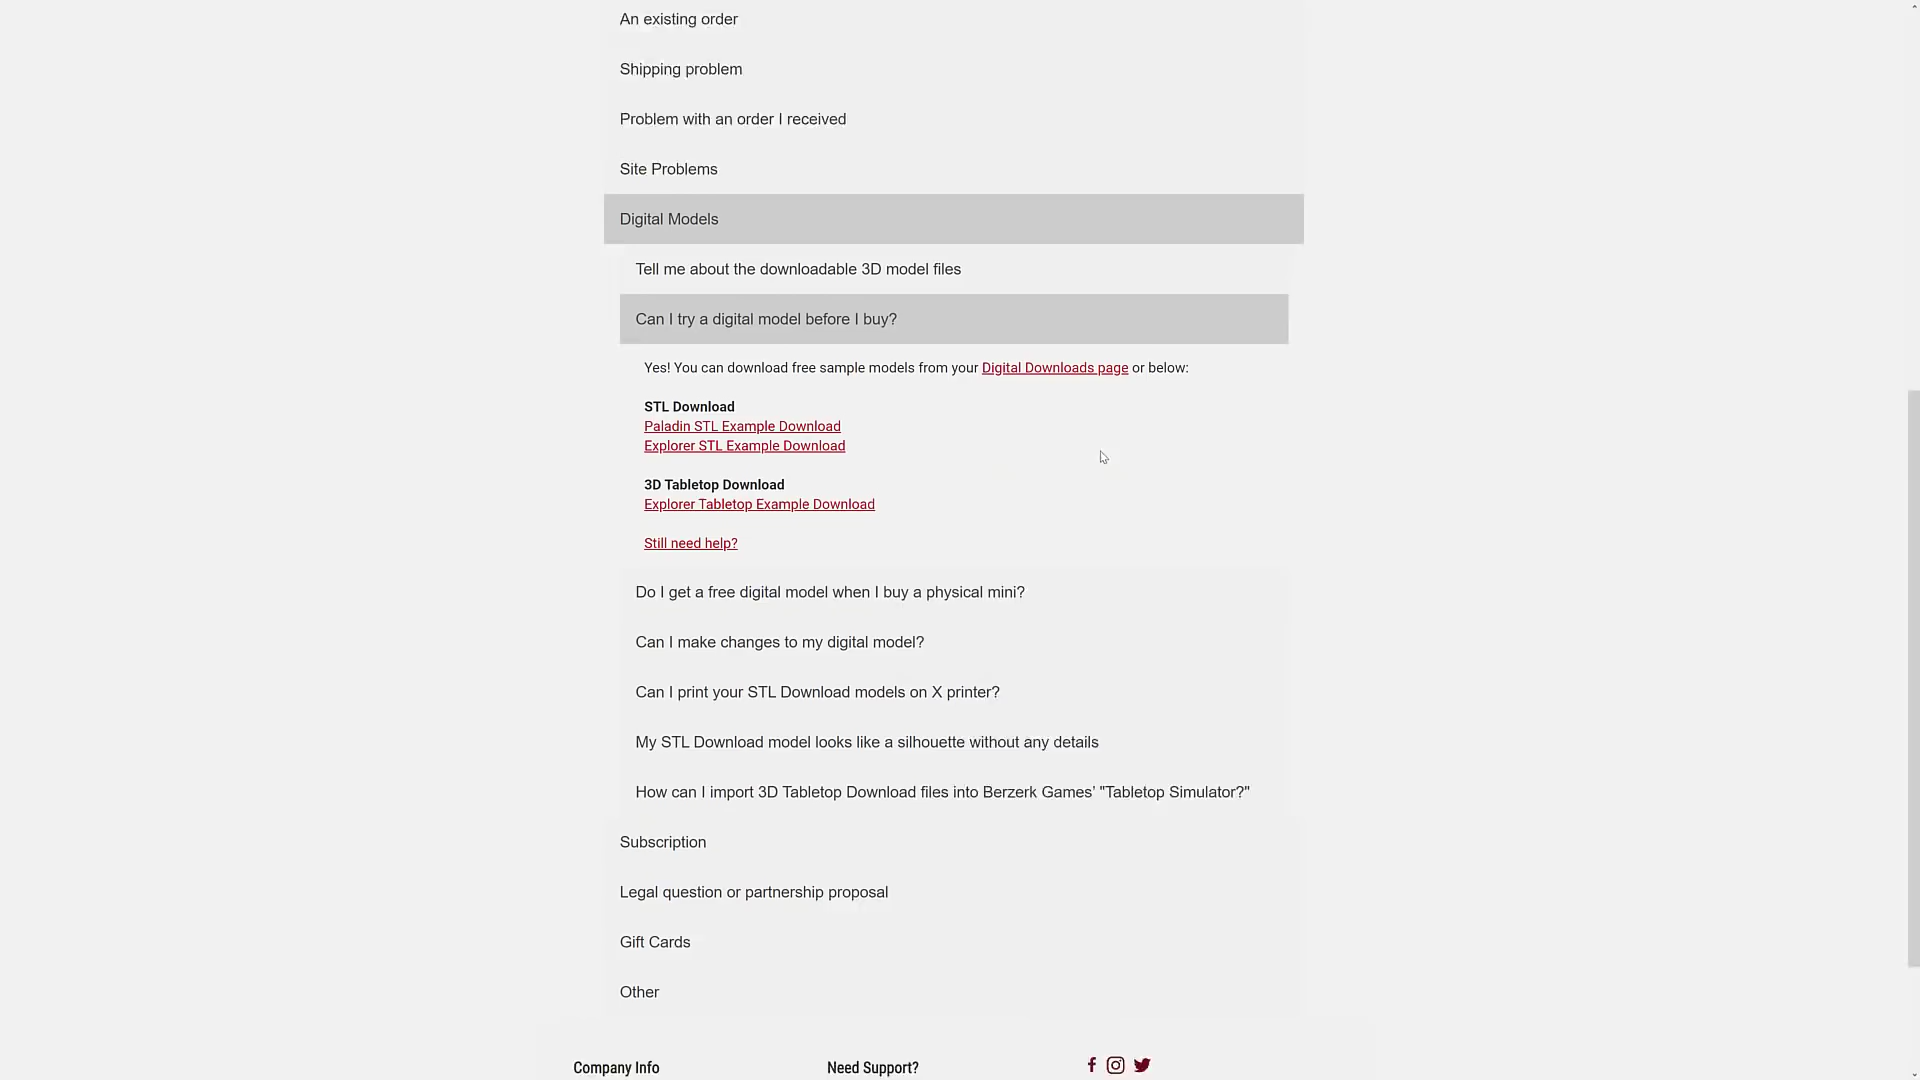 An existing order
Shipping problem
Problem with an order I received
Site Problems
Digital Models
Tell me about the downloadable 3D model files
Can I try a digital model before I buy?
Yes! You can download free sample models from your Digital Downloads page or below:
STL Download
Paladin STL Example Download
Explorer STL Example Download
3D Tabletop Download
Explorer Tabletop Example Download
Still need help?
Do I get a free digital model when I buy a physical mini?
Can I make changes to my digital model?
Can I print your STL Download models on X printer?
My STL Download model looks like a silhouette without any details
How can I import 3D Tabletop Download files into Berzerk Games' "Tabletop Simulator?"
Subscription
Legal question or partnership proposal
Gift Cards
Other
Company Info
Need Support?